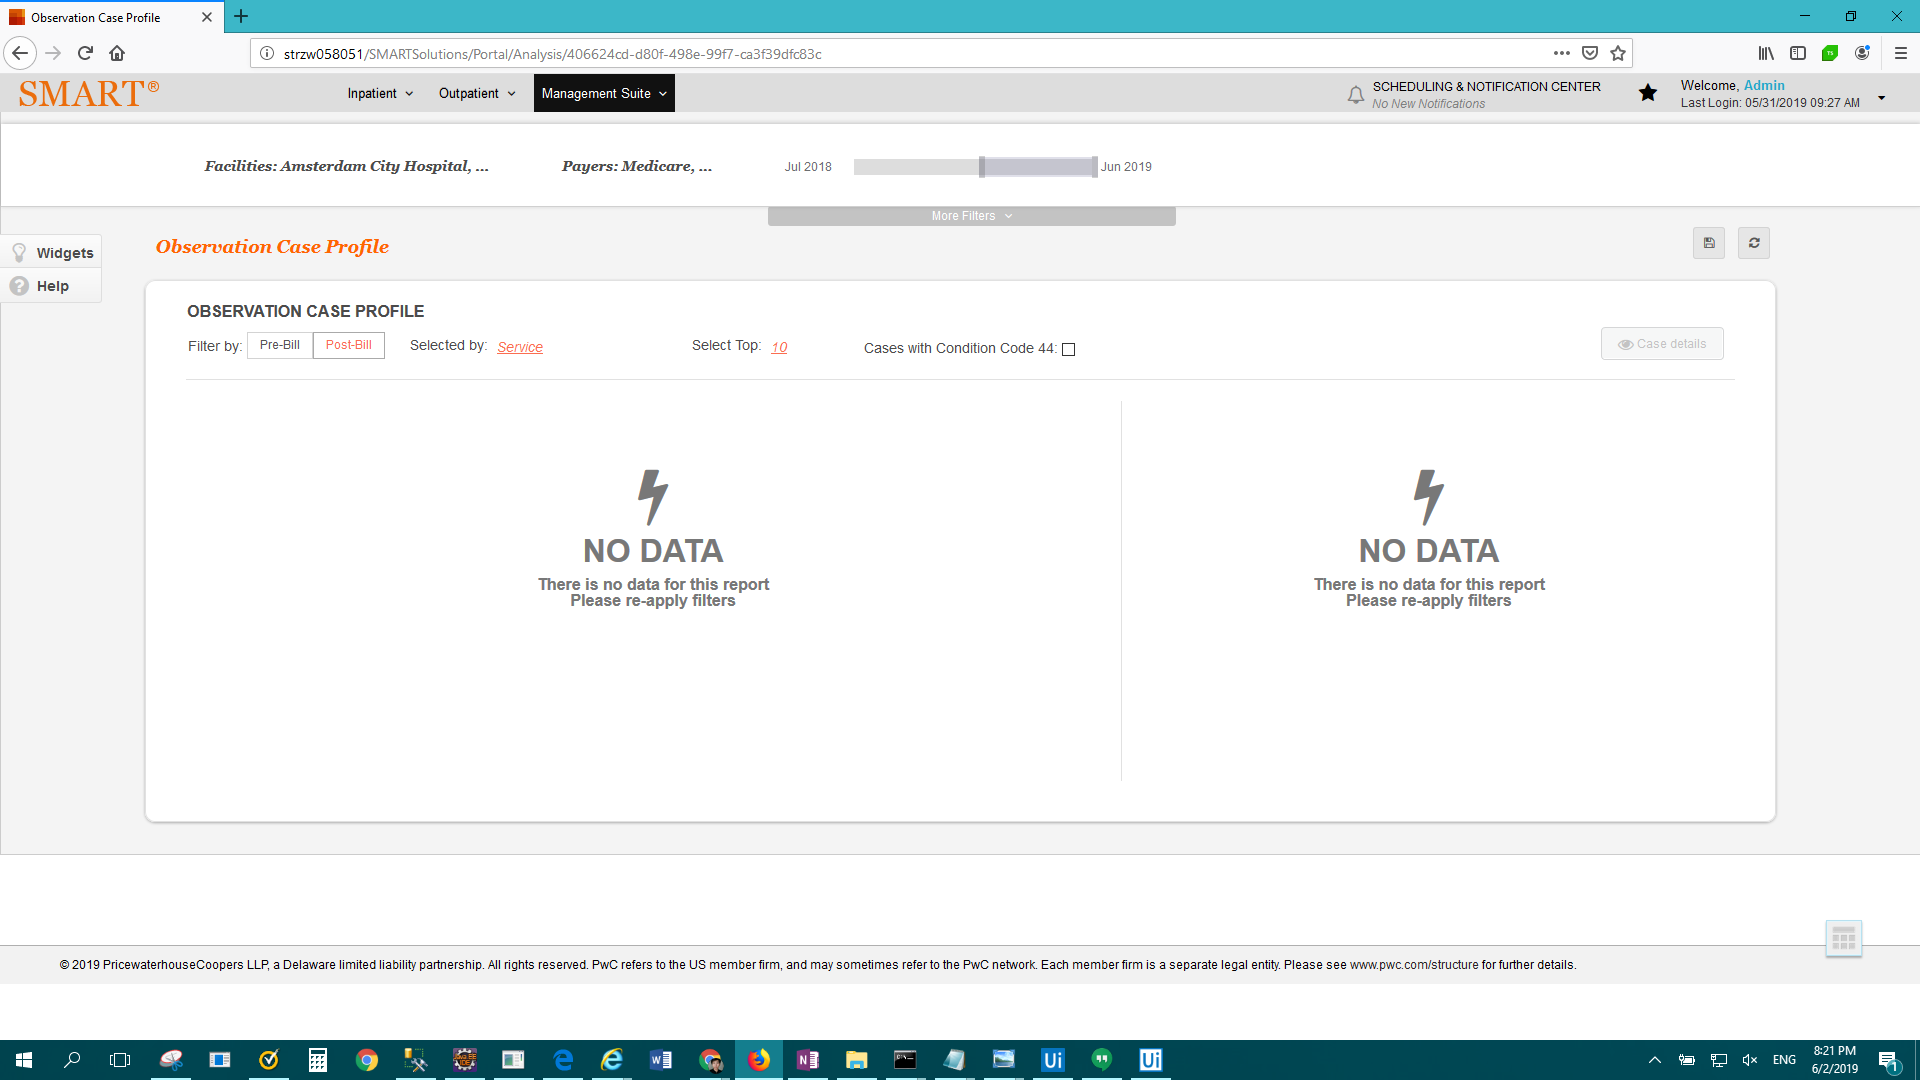 Observation Case Profile
strzw058051/SMARTSolutions/Portal/Analysis/406624cd-d80f-498e-99f7-ca3f39dfc83c
SMART®
Inpatient
Outpatient
Management Suite
SCHEDULING & NOTIFICATION CENTER
No New Notifications
Welcome, Admin
Last Login: 05/31/2019 09:27 AM
Facilities: Amsterdam City Hospital, ...
Payers: Medicare, ...
Jul 2018
Jun 2019
More Filters
Widgets
Help
Observation Case Profile
OBSERVATION CASE PROFILE
Filter by: Pre-Bill Post-Bill
Selected by: Service
Select Top: 10
Cases with Condition Code 44:
Case details
NO DATA
There is no data for this report
Please re-apply filters
NO DATA
There is no data for this report
Please re-apply filters
© 2019 PricewaterhouseCoopers LLP, a Delaware limited liability partnership. All rights reserved. PwC refers to the US member firm, and may sometimes refer to the PwC network. Each member firm is a separate legal entity. Please see www.pwc.com/structure for further details.
Ui
Ui
ENG
8:21 PM
6/2/2019
1